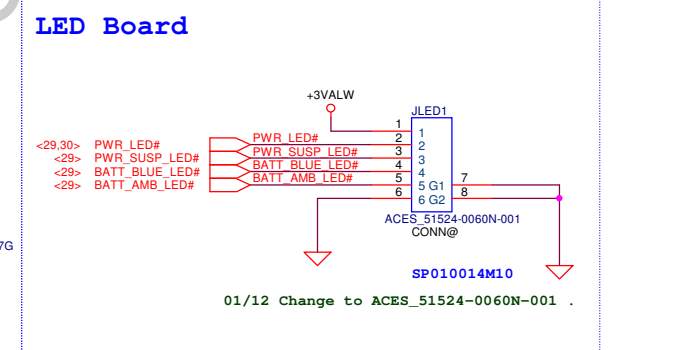 LED Board
+3VALW
JLED1
1
1
<29,30> PWR_LED# PWR_LED# 2 2
<29> PWR_SUSP_LED# PWR_SUSP_LED# 3 3
<29> BATT_BLUE_LED# BATT_BLUE_LED# 4 4
<29> BATT_AMB_LED# BATT_AMB_LED# 5 5 G1 7
6 6 G2 8
ACES_51524-0060N-001
CONN@
7G
SP010014M10
01/12 Change to ACES_51524-0060N-001 .